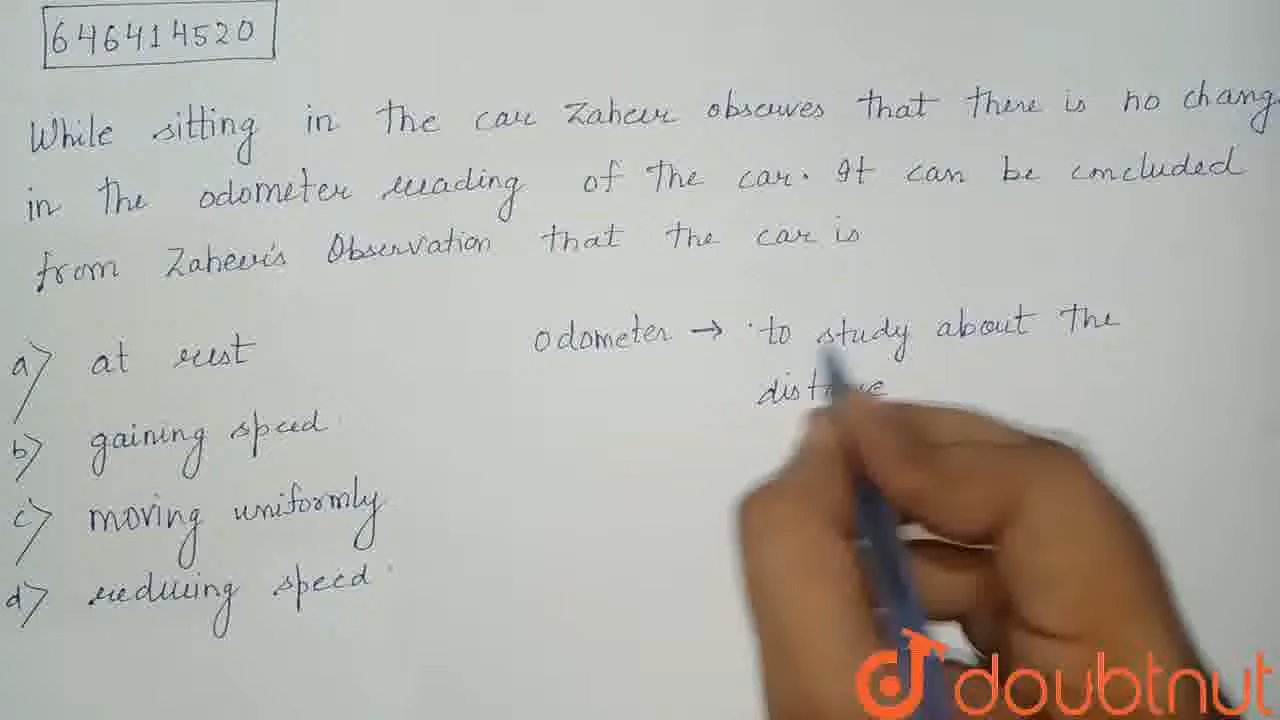 646414520
While sitting in the car Zaheer observes that there is no chang
in the odometer reading of the car. It can be concluded
from Zaheer's Observation that the car is
a) at rest
odometer → to study about the
distance
b) gaining speed
c) moving uniformly
d) reducing speed
doubtnut